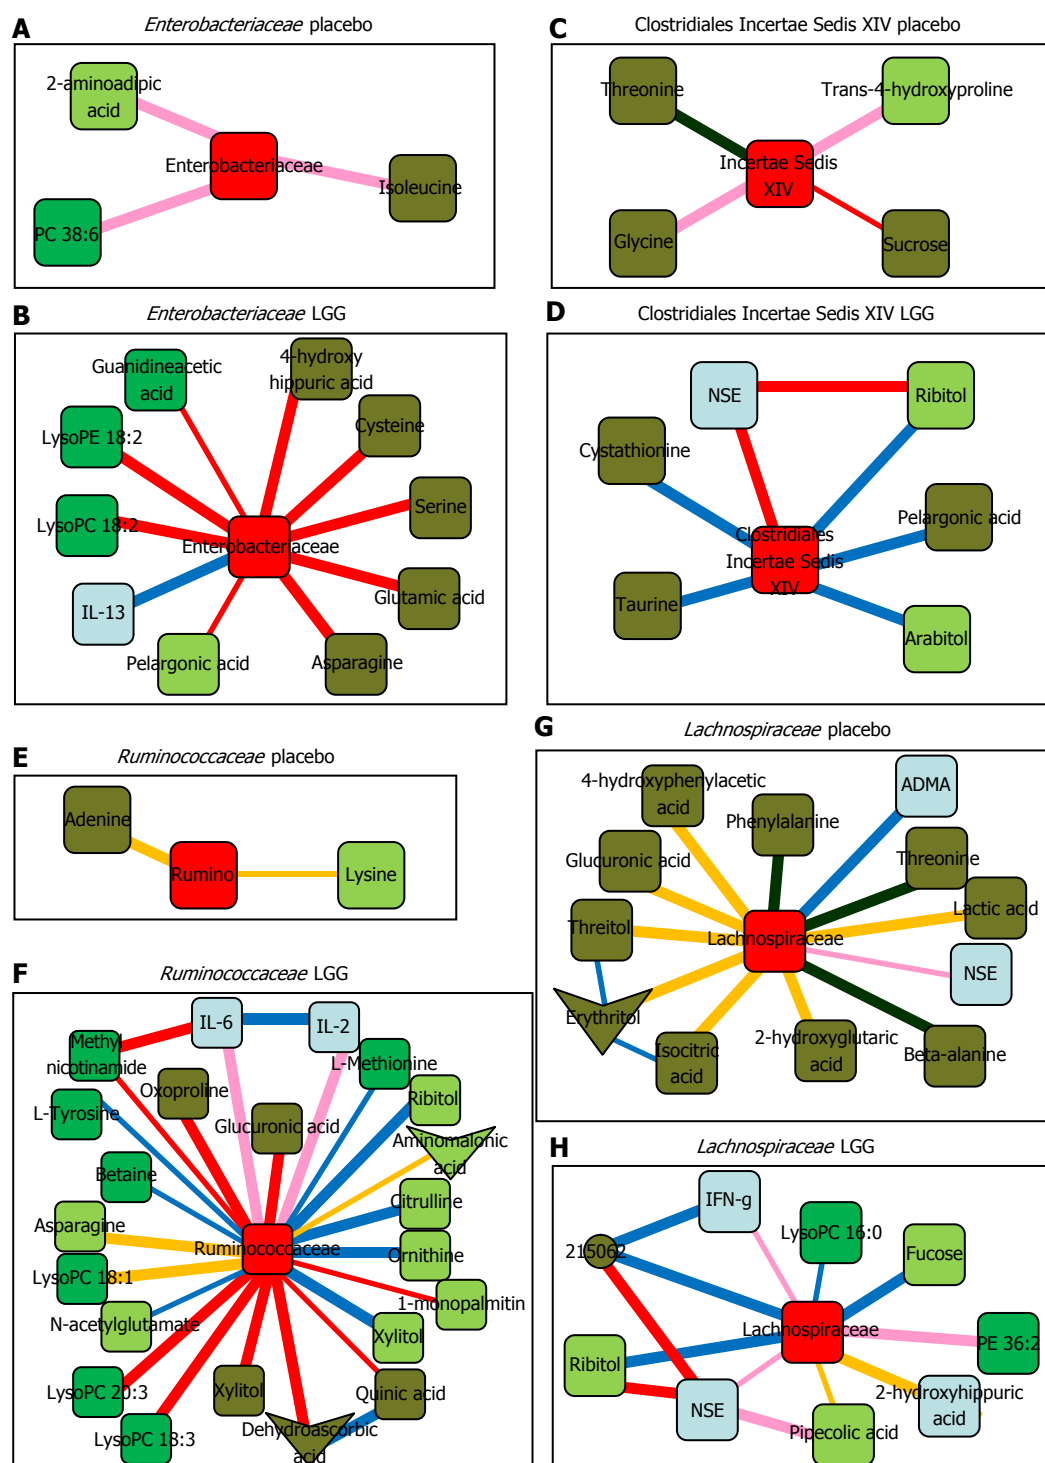 A
Enterobacteriaceae placebo
2-aminoadipic
acid
Enterobacteriaceae
Isoleucine
PC 38:6
C
Clostridiales Incertae Sedis XIV placebo
Threonine
Trans-4-hydroxyproline
Incertae Sedis
XIV
Glycine
Sucrose
B
Enterobacteriaceae LGG
Guanidineacetic
acid
4-hydroxy
hippuric acid
Cysteine
LysoPE 18:2
Serine
LysoPC 18:2
Enterobacteriaceae
IL-13
Glutamic acid
Pelargonic acid
Asparagine
D
Clostridiales Incertae Sedis XIV LGG
NSE
Ribitol
Cystathionine
Pelargonic acid
Clostridiales
Incertae Sedis
XIV
Taurine
Arabitol
E
Ruminococcaceae placebo
Adenine
Rumino
Lysine
G
Lachnospiraceae placebo
4-hydroxyphenylacetic
acid
Phenylalanine
ADMA
Glucuronic acid
Threonine
Threitol
Lactic acid
Lachnospiraceae
NSE
Erythritol
Isocitric
acid
2-hydroxyglutaric
acid
Beta-alanine
F
Ruminococcaceae LGG
IL-6
IL-2
Methyl
nicotinamide
Oxoproline
L-Methionine
L-Tyrosine
Glucuronic acid
Ribitol
Aminomalonic
acid
Betaine
Citrulline
Asparagine
Ruminococcaceae
Ornithine
LysoPC 18:1
1-monopalmitin
N-acetylglutamate
Xylitol
LysoPC 20:3
Xylitol
Quinic acid
LysoPC 18:3
Dehydroascorbic
acid
H
Lachnospiraceae LGG
IFN-g
LysoPC 16:0
215062
Fucose
Lachnospiraceae
PE 36:2
Ribitol
NSE
2-hydroxyhippuric
acid
Pipecolic acid